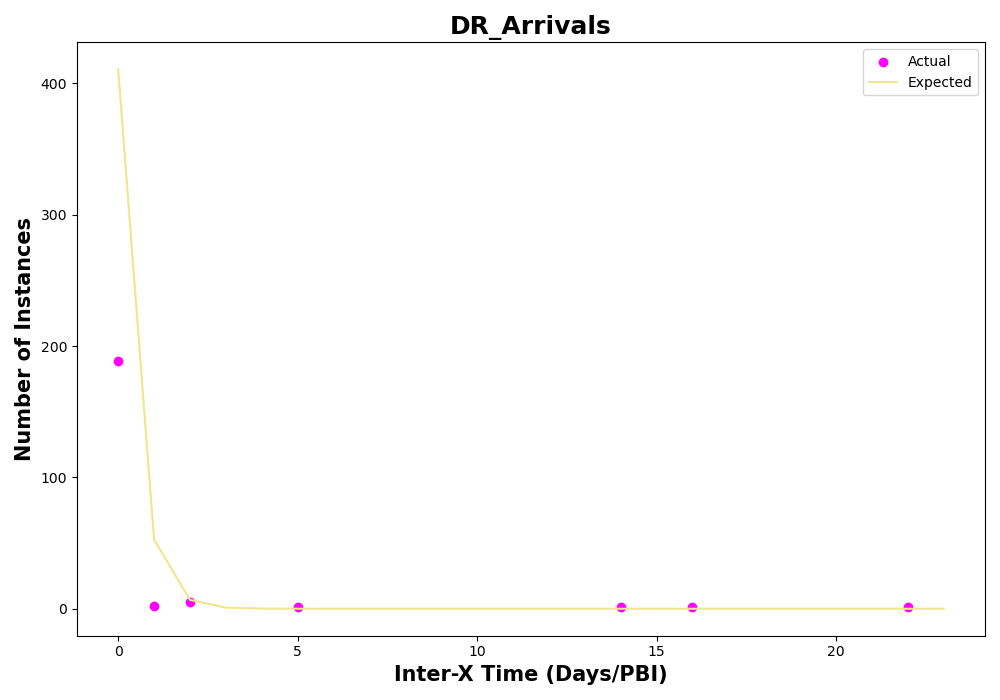 DR_Arrivals
Actual
Expected
400
300
200
100
0
Number of Instances
0 5 10 15 20
Inter-X Time (Days/PBI)